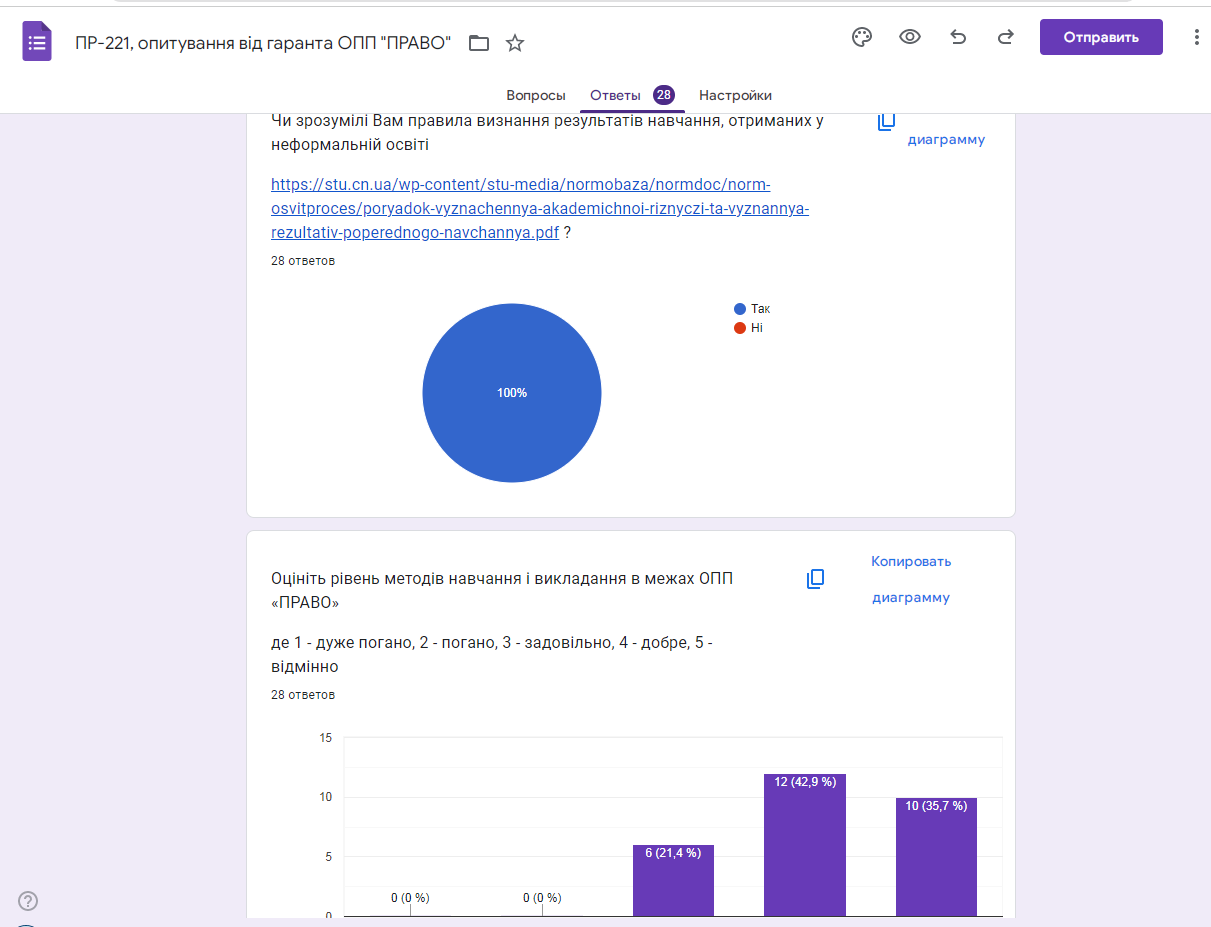 ПР-221, опитування від гаранта ОПП "ПРАВО"
Отправить
Вопросы
Ответы
28
Настройки
Чи зрозумілі Вам правила визнання результатів навчання, отриманих у
неформальній освіті
диаграмму
https://stu.cn.ua/wp-content/stu-media/normobaza/normdoc/norm-
osvitproces/poryadok-vyznachennya-akademichnoi-riznyczi-ta-vyznannya-
rezultativ-poperednogo-navchannya.pdf ?
28 ответов
Так
Ні
100%
Оцініть рівень методів навчання і викладання в межах ОПП
«ПРАВО»
Копировать
диаграмму
де 1 - дуже погано, 2 - погано, 3 - задовільно, 4 - добре, 5 -
відмінно
28 ответов
15
10
5
0
0 (0 %)
0 (0 %)
6 (21,4 %)
12 (42,9 %)
10 (35,7 %)